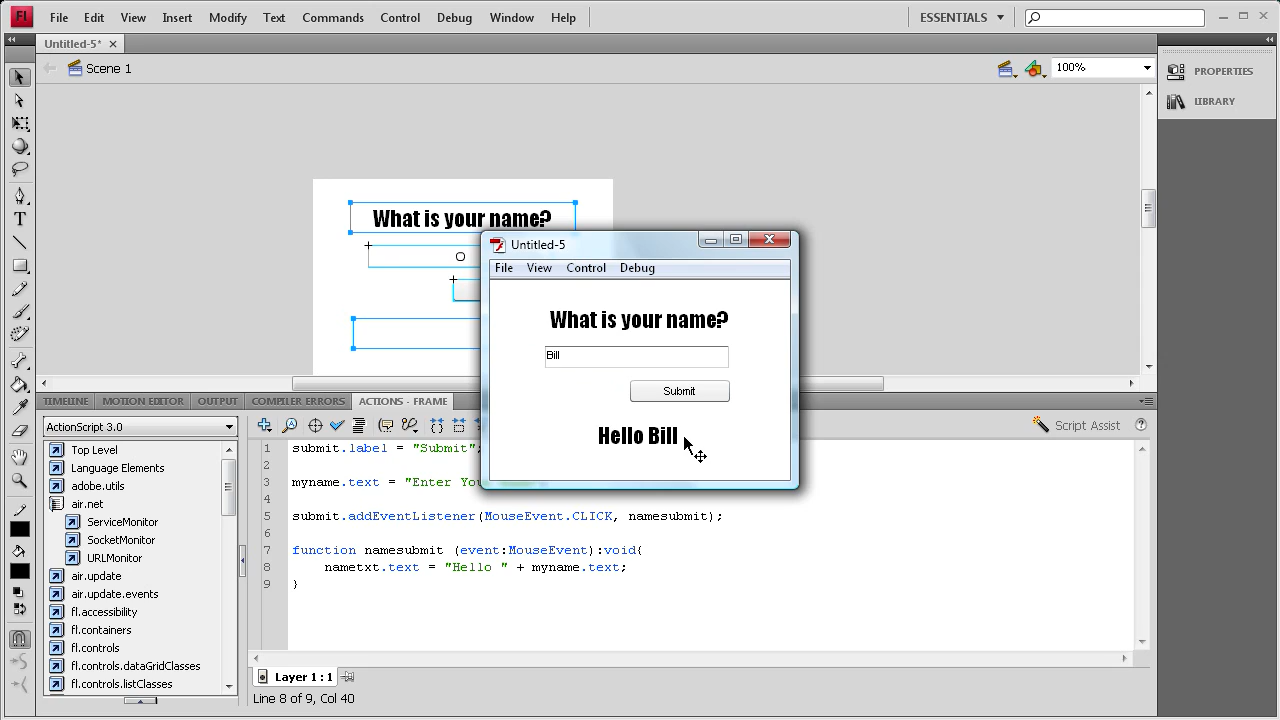 Fl File Edit View Insert Modify Text Commands Control Debug Window Help ESSENTIALS
Untitled-5*
Scene 1 100%
PROPERTIES
LIBRARY
What is your name?
Untitled-5
File View Control Debug
What is your name?
Bill
Submit
Hello Bill
TIMELINE MOTION EDITOR OUTPUT COMPILER ERRORS ACTIONS - FRAME
ActionScript 3.0 Script Assist
Top Level
Language Elements
adobe.utils
air.net
ServiceMonitor
SocketMonitor
URLMonitor
air.update
air.update.events
fl.accessibility
fl.containers
fl.controls
fl.controls.dataGridClasses
fl.controls.listClasses
1 submit.label = "Submit";
2
3 myname.text = "Enter
4
5 submit.addEventListener(MouseEvent.CLICK, namesubmit);
6
7 function namesubmit (event:MouseEvent):void{
8 nametxt.text = "Hello " + myname.text;
9 }
Layer 1 : 1
Line 8 of 9, Col 40